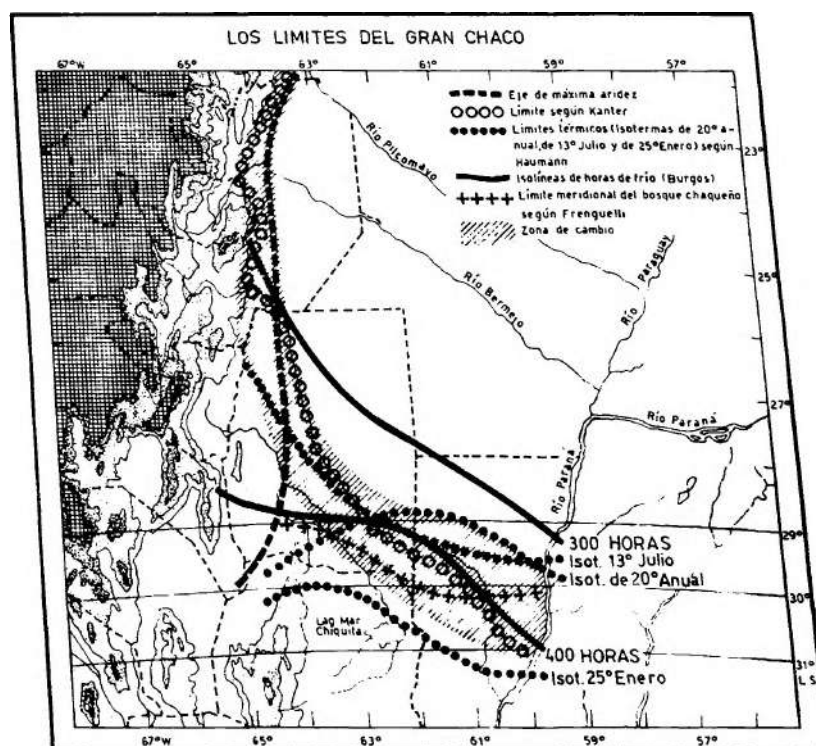 LOS LIMITES DEL GRAN CHACO
67°W 65° 63° 61° 59° 57°
Eje de máxima aridez
Límite según Kanter
Límites térmicos (Isotermas de 20° a-
nual, de 13° Julio y de 25° Enero) según
Haumann
Isolíneas de horas de frío (Burgos)
Límite meridional del bosque chaqueño
según Frenguelli
Zona de cambio
Río Pilcomayo
23°
Río Paraguay
25°
Río Bermejo
27°
Río Paraná
Río Paraná
29°
300 HORAS
Isot. 13° Julio
Isot. de 20° Anual
30°
Lag Mar
Chiquita
400 HORAS
31°
L S
Isot. 25° Enero
67°W 65° 63° 61° 59° 57°